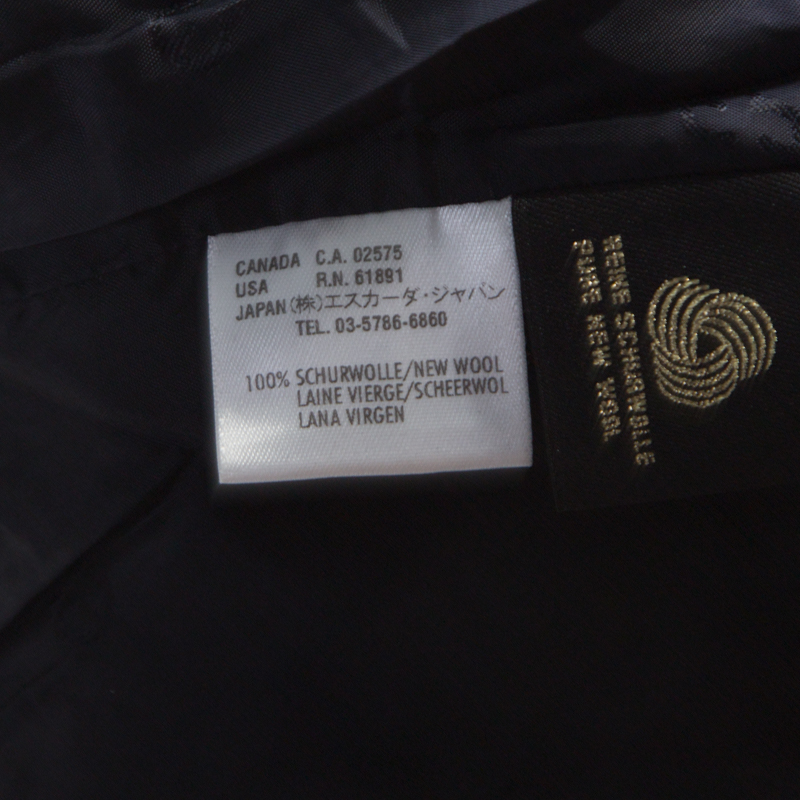 CANADA C.A. 02575
USA R.N. 61891
JAPAN (株)エスカーダ・ジャパン
TEL. 03-5786-6860
100% SCHURWOLLE/NEW WOOL
LAINE VIERGE/SCHEERWOL
LANA VIRGEN
REINE SCHURWOLLE
PURE NEW WOOL